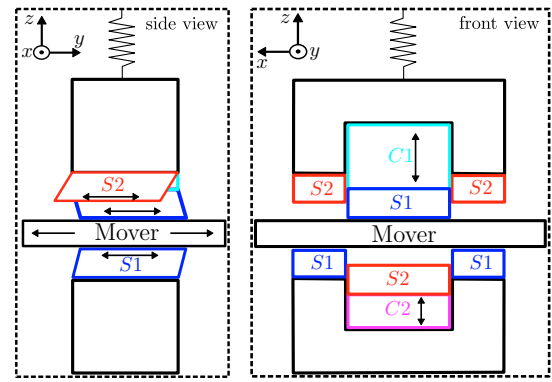 side view
z
x
y
S2
Mover
S1
front view
z
x
y
C1
S2
S2
S1
Mover
S1
S1
S2
C2